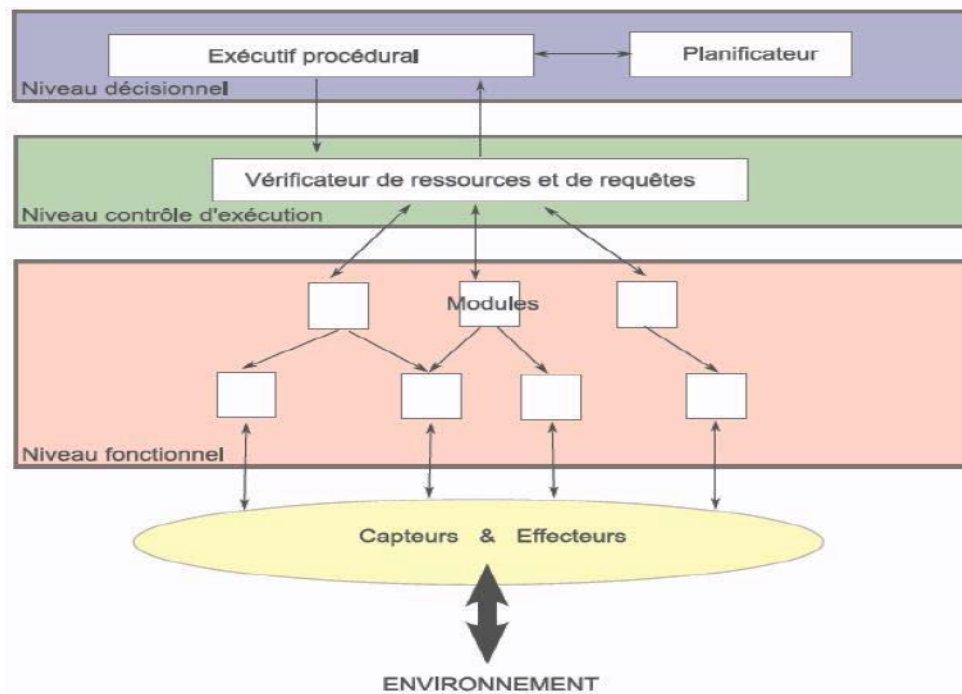 Exécutif procédural
Planificateur
Niveau décisionnel
Vérificateur de ressources et de requêtes
Niveau contrôle d'exécution
Modules
Niveau fonctionnel
Capteurs & Effecteurs
ENVIRONNEMENT